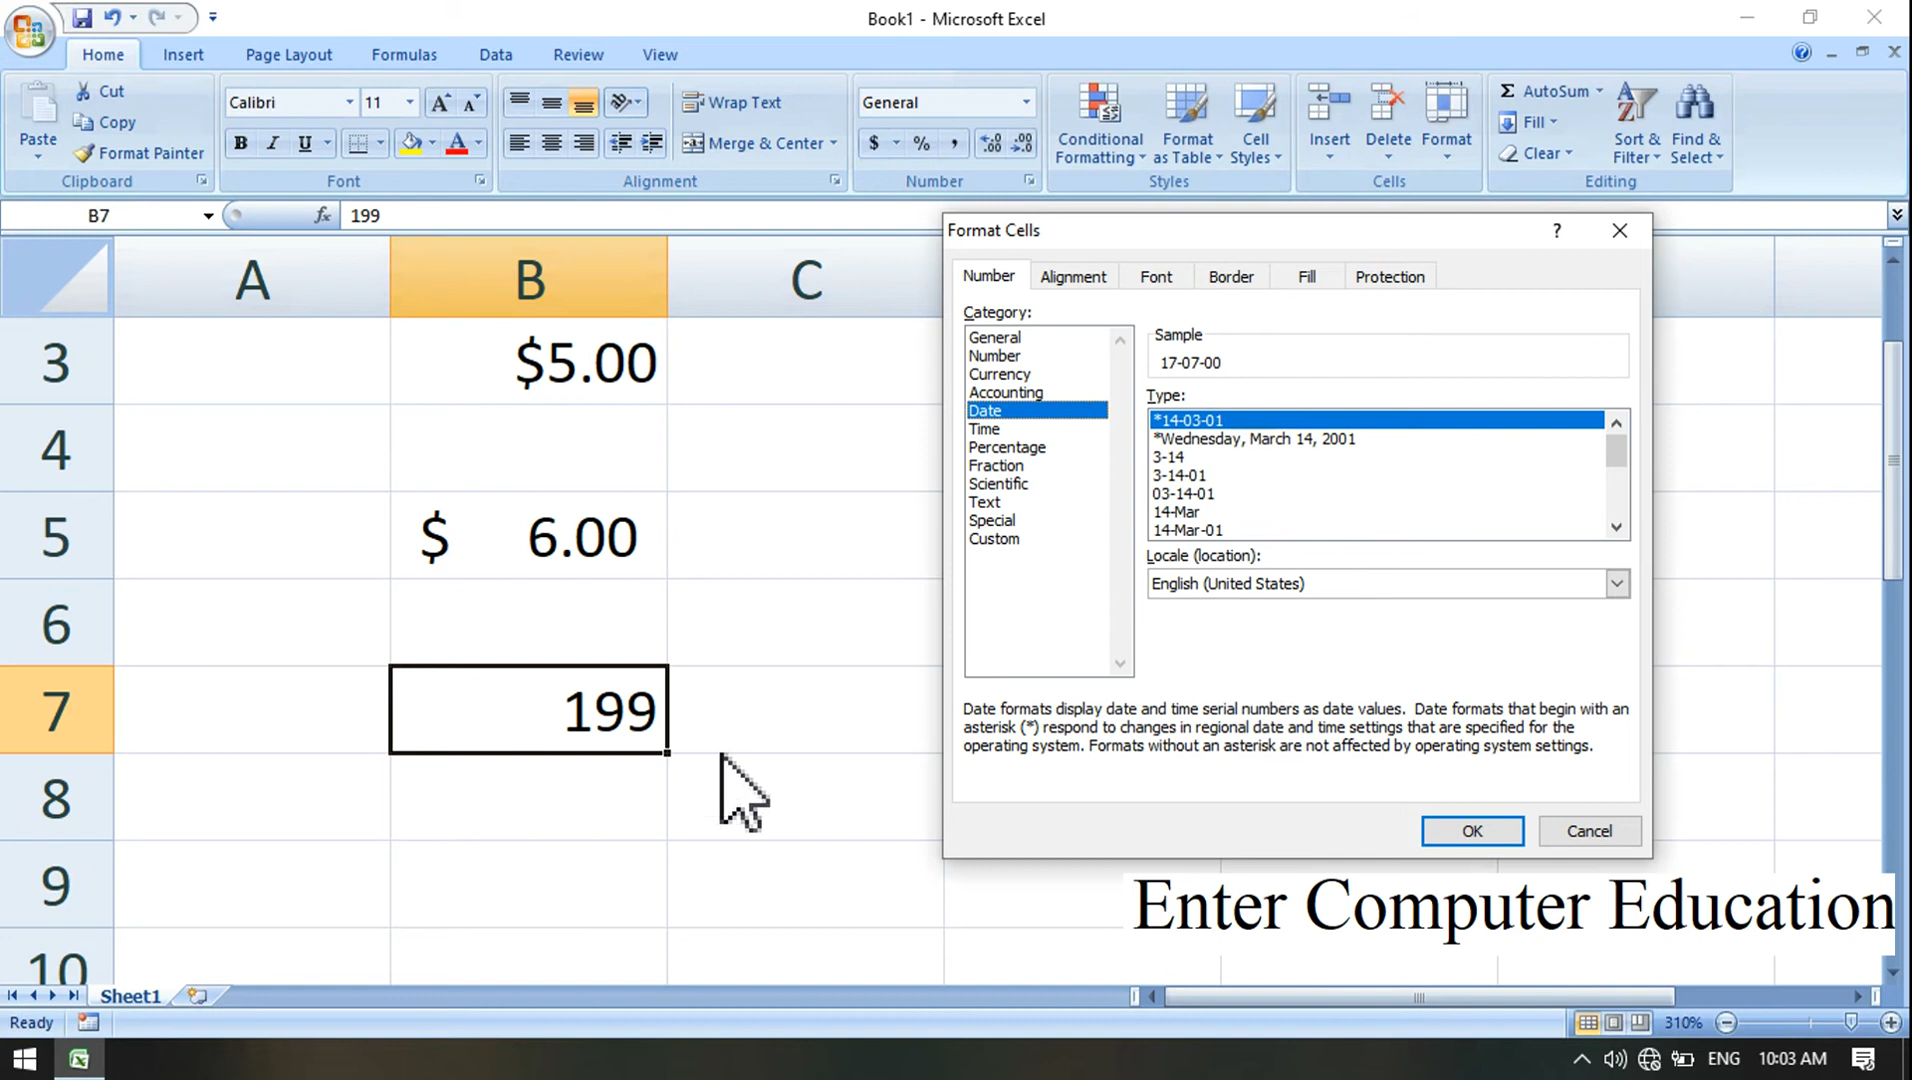 Book1 - Microsoft Excel
Home Insert Page Layout Formulas Data Review View
Paste
Cut
Copy
Format Painter
Clipboard
Calibri 11
B I U
Font
Wrap Text
Merge & Center
Alignment
General
$ % ,
Number
Conditional Formatting
Format as Table
Cell Styles
Styles
Insert
Delete
Format
Cells
Σ AutoSum
Fill
Clear
Sort & Filter
Find & Select
Editing
B7 fx 199
A B C
3 $5.00
4
5 $ 6.00
6
7 199
8
9
10
Format Cells
Number Alignment Font Border Fill Protection
Category:
General
Number
Currency
Accounting
Date
Time
Percentage
Fraction
Scientific
Text
Special
Custom
Sample
17-07-00
Type:
*14-03-01
*Wednesday, March 14, 2001
3-14
3-14-01
03-14-01
14-Mar
14-Mar-01
Locale (location):
English (United States)
Date formats display date and time serial numbers as date values. Date formats that begin with an
asterisk (*) respond to changes in regional date and time settings that are specified for the
operating system. Formats without an asterisk are not affected by operating system settings.
OK Cancel
Enter Computer Education
Sheet1
Ready 310%
ENG 10:03 AM